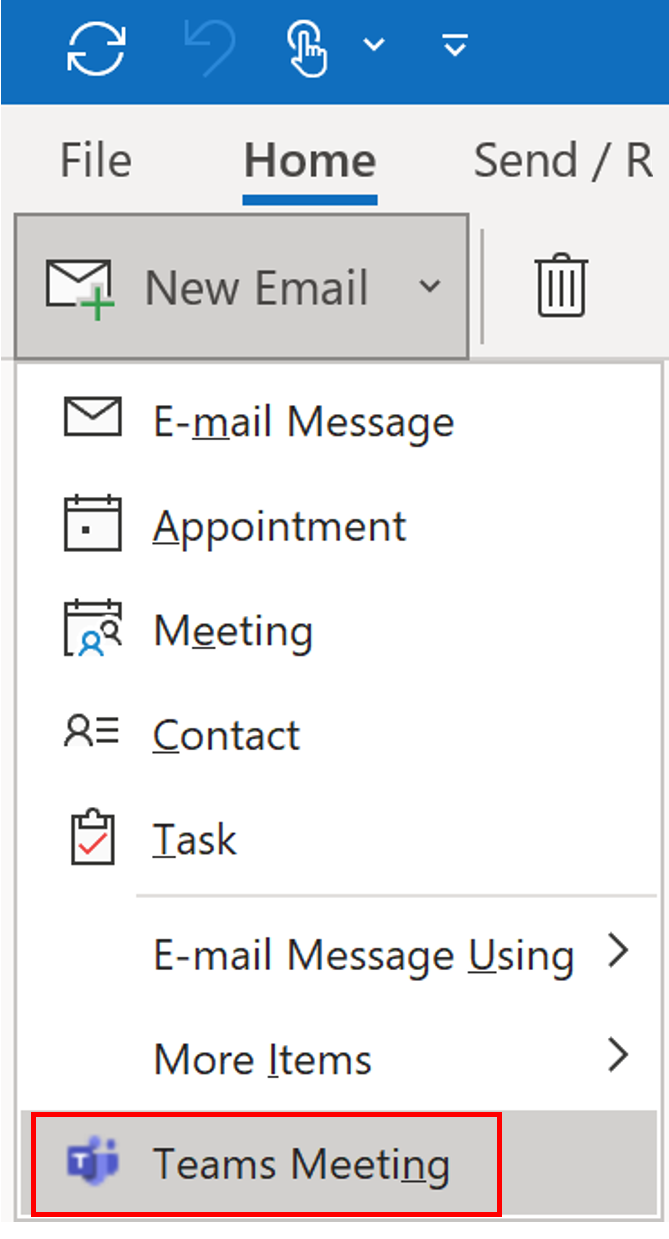 File Home Send / R
New Email
E-mail Message
Appointment
Meeting
Contact
Task
E-mail Message Using
More Items
T Teams Meeting